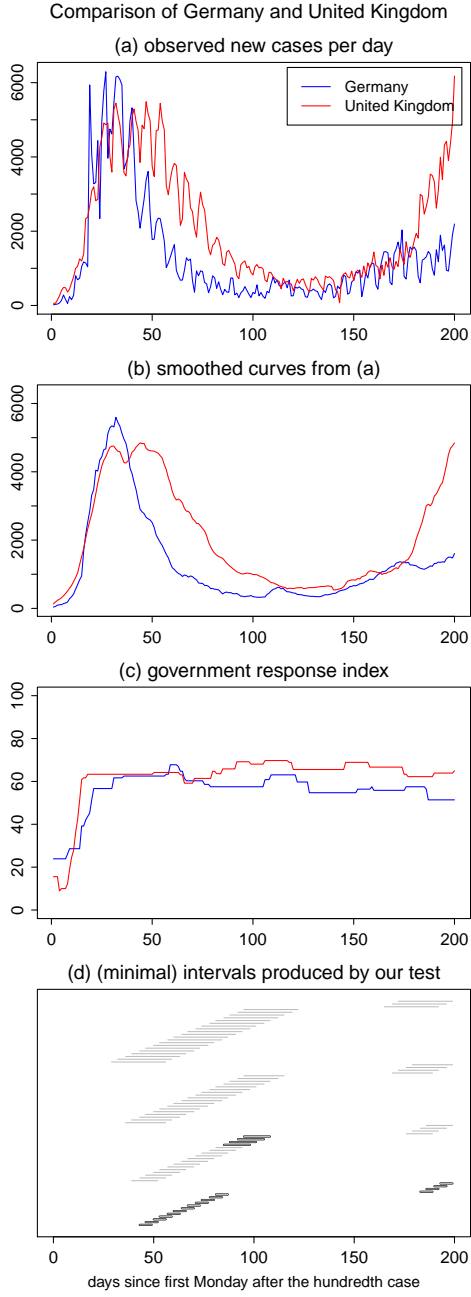 Comparison of Germany and United Kingdom
(a) observed new cases per day
Germany
United Kingdom
6000
4000
2000
0
0 50 100 150 200
(b) smoothed curves from (a)
6000
4000
2000
0
0 50 100 150 200
(c) government response index
100
80
60
40
20
0
0 50 100 150 200
(d) (minimal) intervals produced by our test
0 50 100 150 200
days since first Monday after the hundredth case